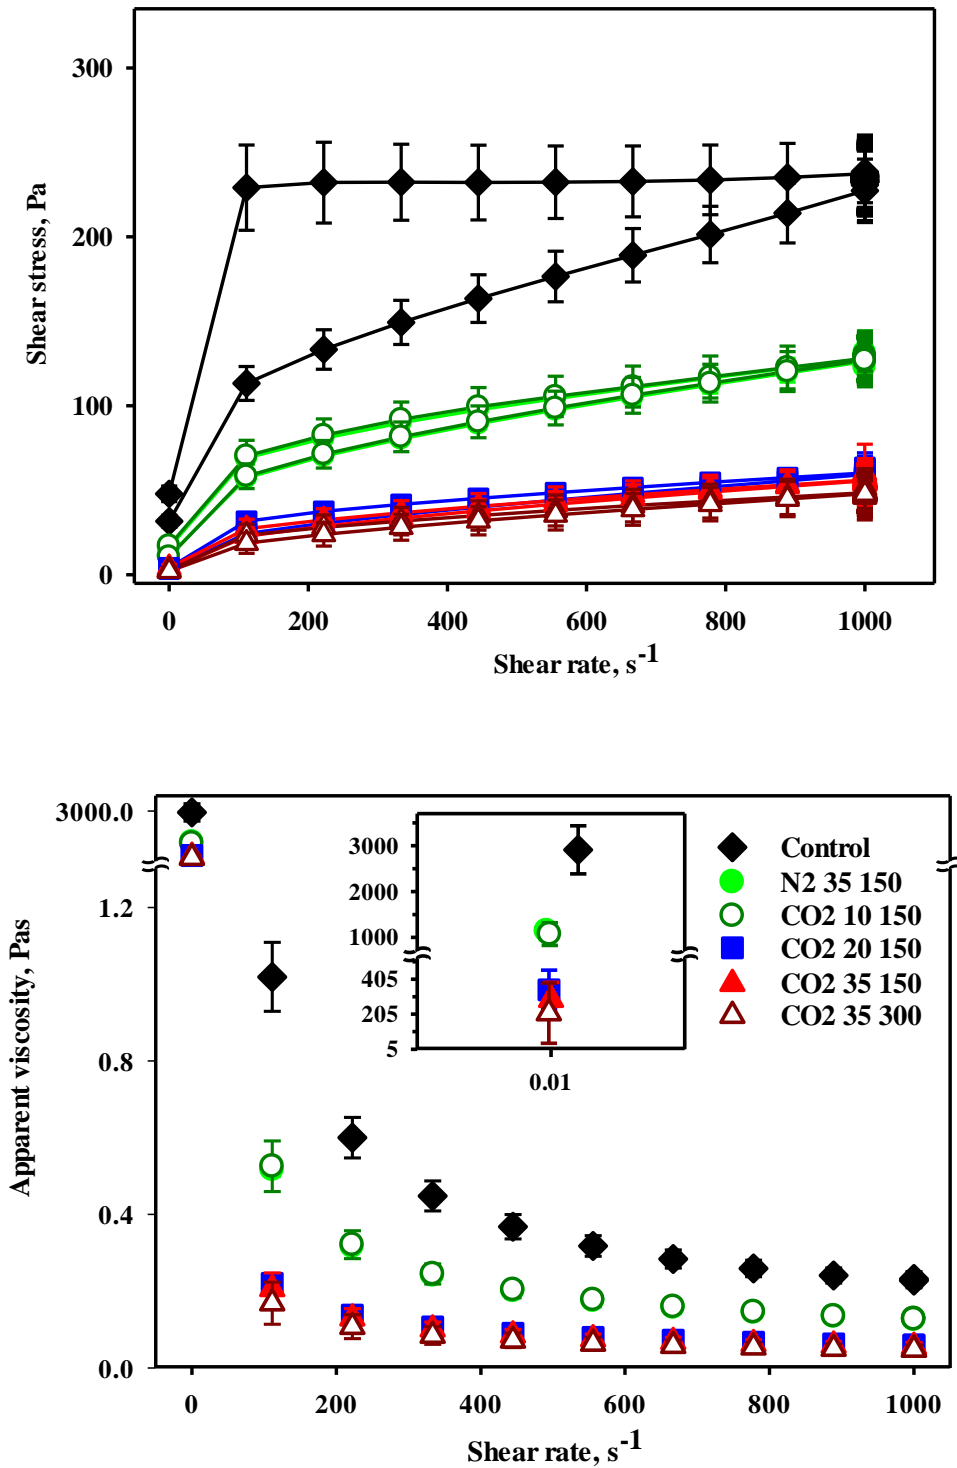 300
200
100
0
Shear stress, Pa
0 200 400 600 800 1000
Shear rate, s-1
3000.0
1.2
0.8
0.4
0.0
Apparent viscosity, Pas
3000
2000
1000
405
205
5
0.01
Control
N2 35 150
CO2 10 150
CO2 20 150
CO2 35 150
CO2 35 300
0 200 400 600 800 1000
Shear rate, s-1